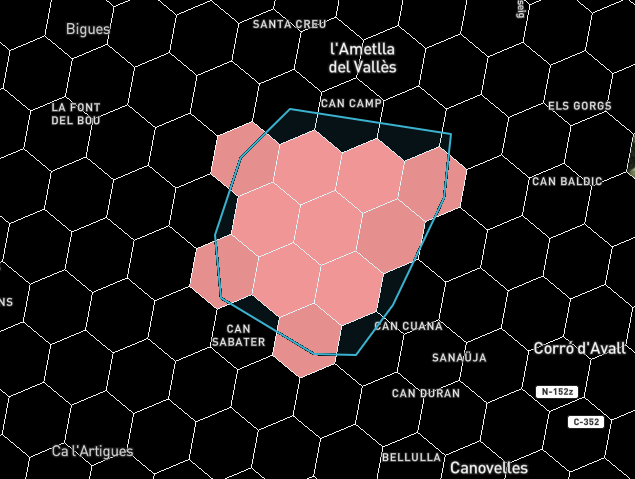 SANTA CREU
Bigues
l'Ametlla
del Vallès
LA FONT
DEL BOU
CAN CAMP
ELS GORGS
CAN BALDIC
NS
CAN
SABATER
CAN CUANA
SANAÜJA
Corró d'Avall
CAN DURAN
N-152z
C-352
Ca l'Artigues
BELLULLA
Canovelles